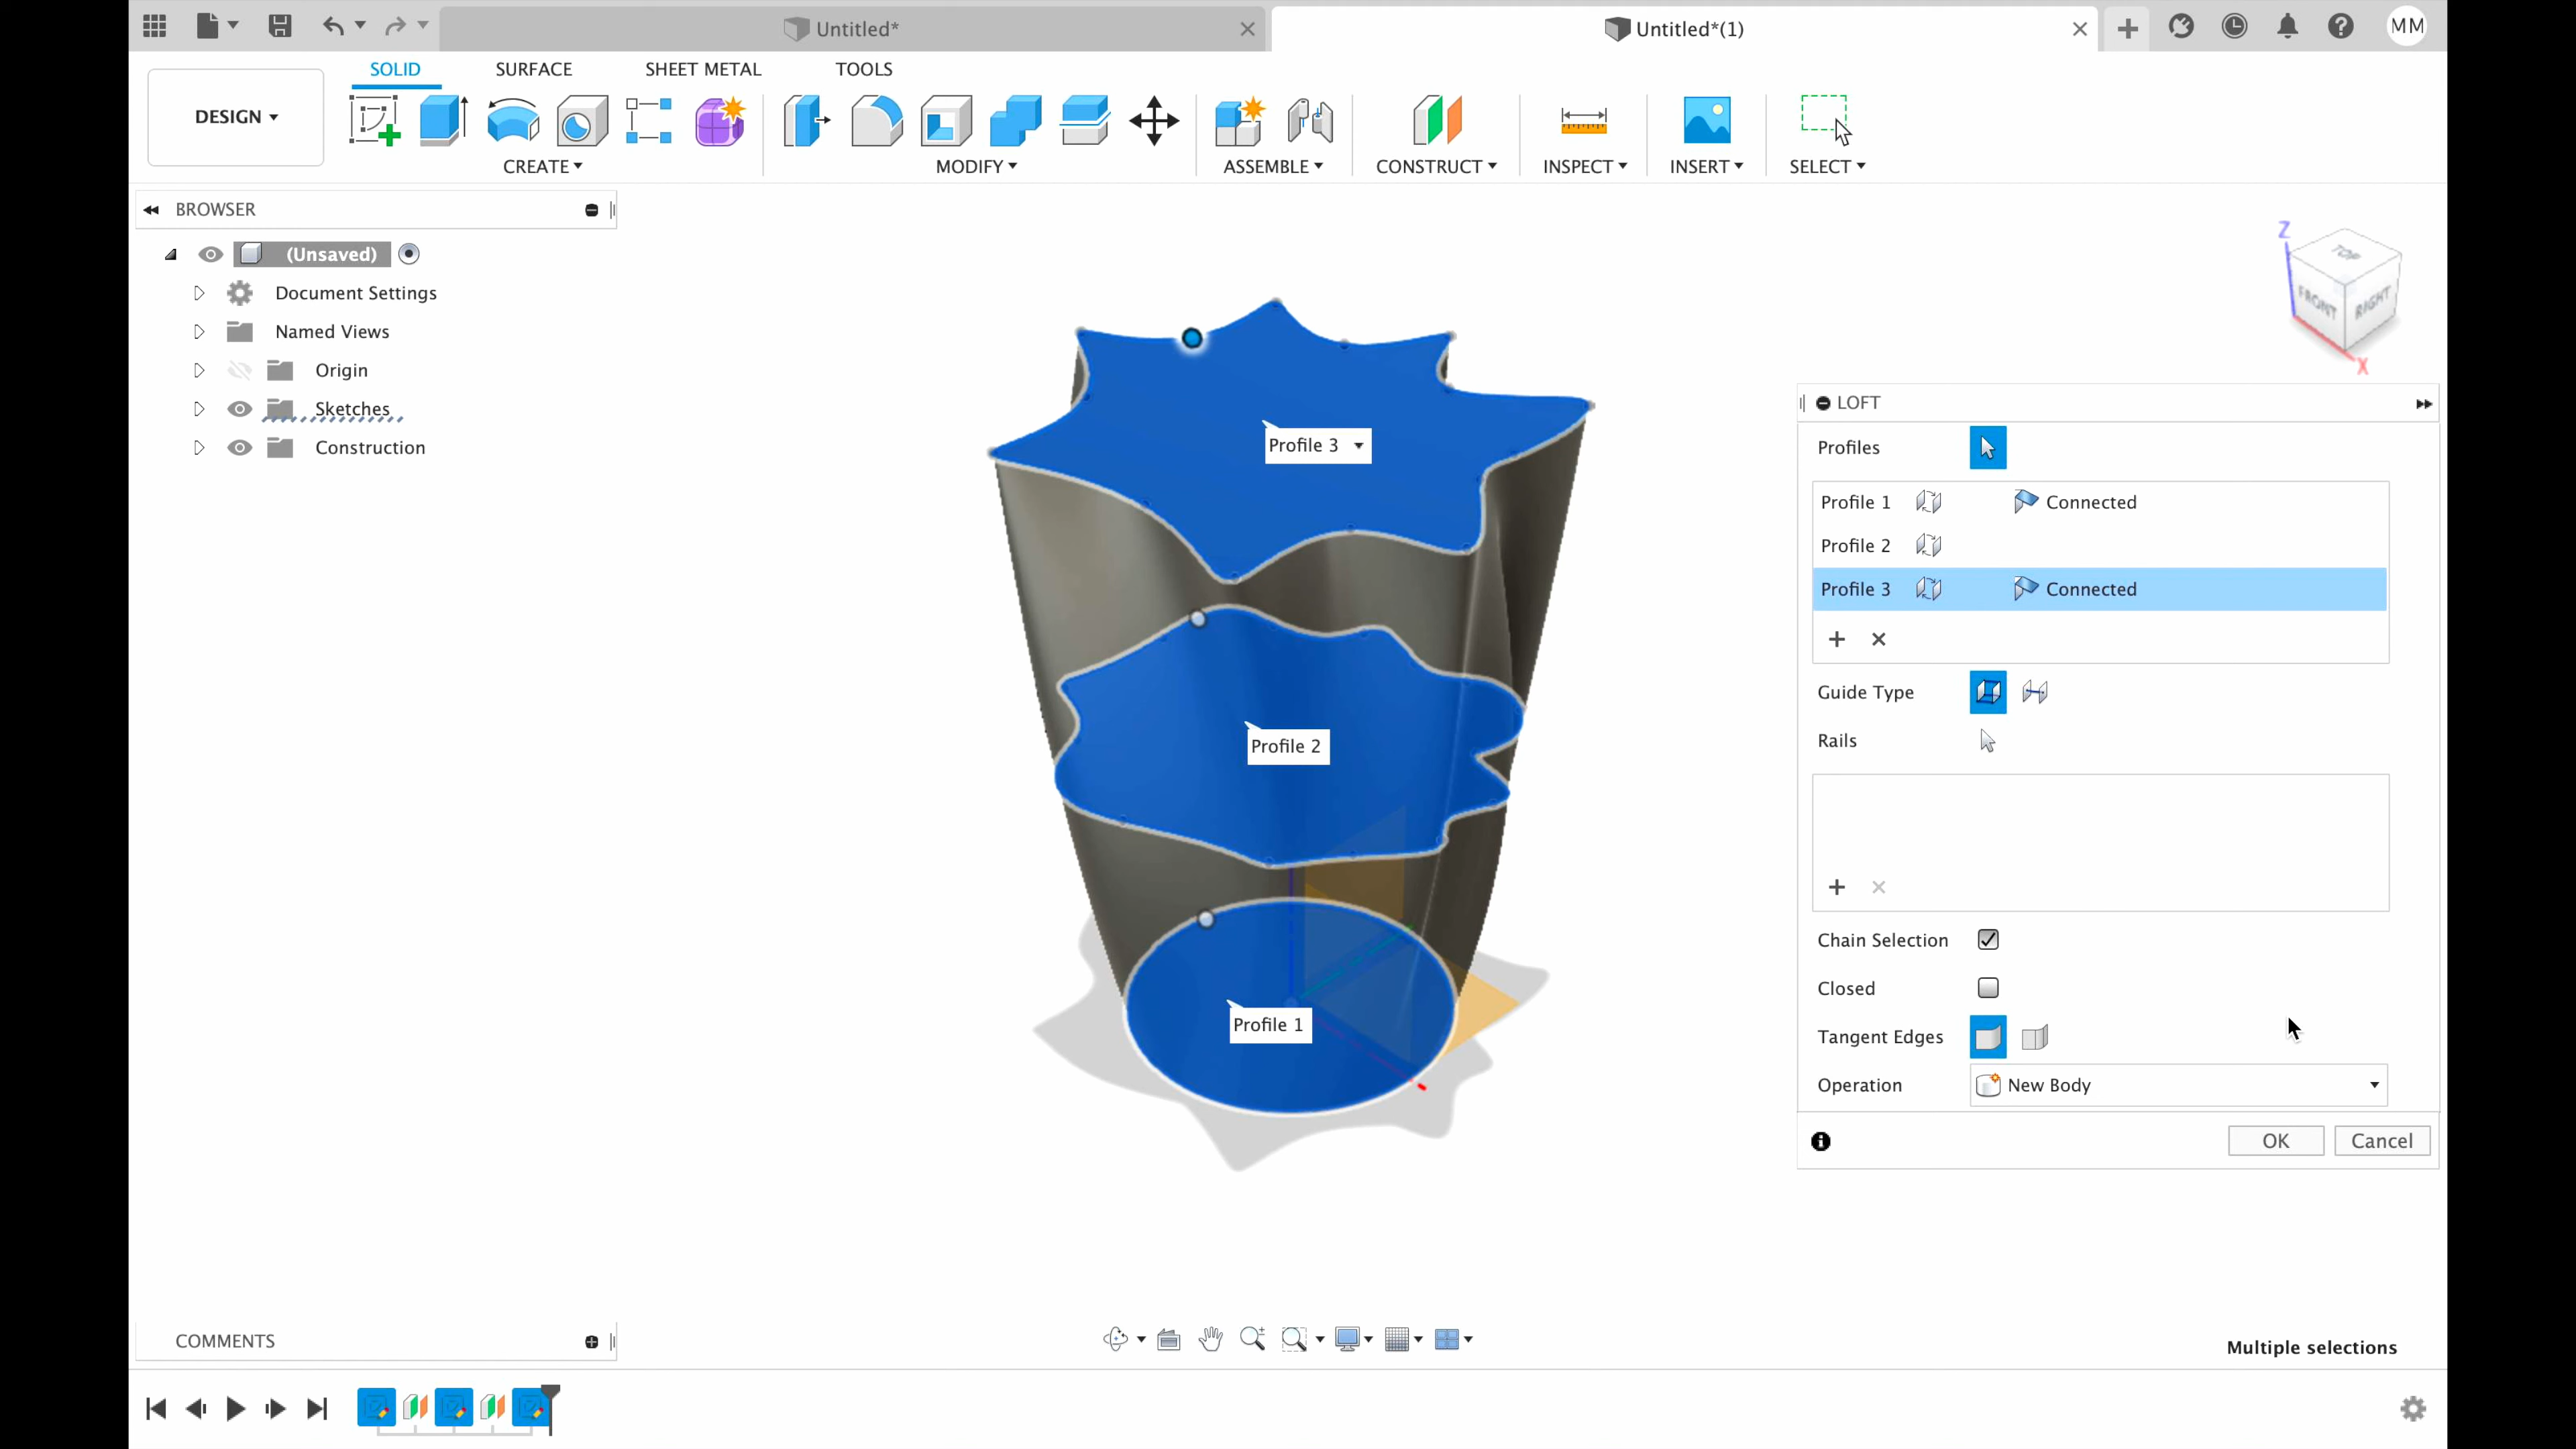 Untitled*
Untitled*(1)
MM
SOLID SURFACE SHEET METAL TOOLS
DESIGN
CREATE MODIFY ASSEMBLE CONSTRUCT INSPECT INSERT SELECT
BROWSER
(Unsaved)
Document Settings
Named Views
Origin
Sketches
Construction
Z
TOP
FRONT
RIGHT
X
Profile 3
Profile 2
Profile 1
LOFT
Profiles
Profile 1 Connected
Profile 2
Profile 3 Connected
Guide Type
Rails
Chain Selection
Closed
Tangent Edges
Operation New Body
OK Cancel
COMMENTS
Multiple selections